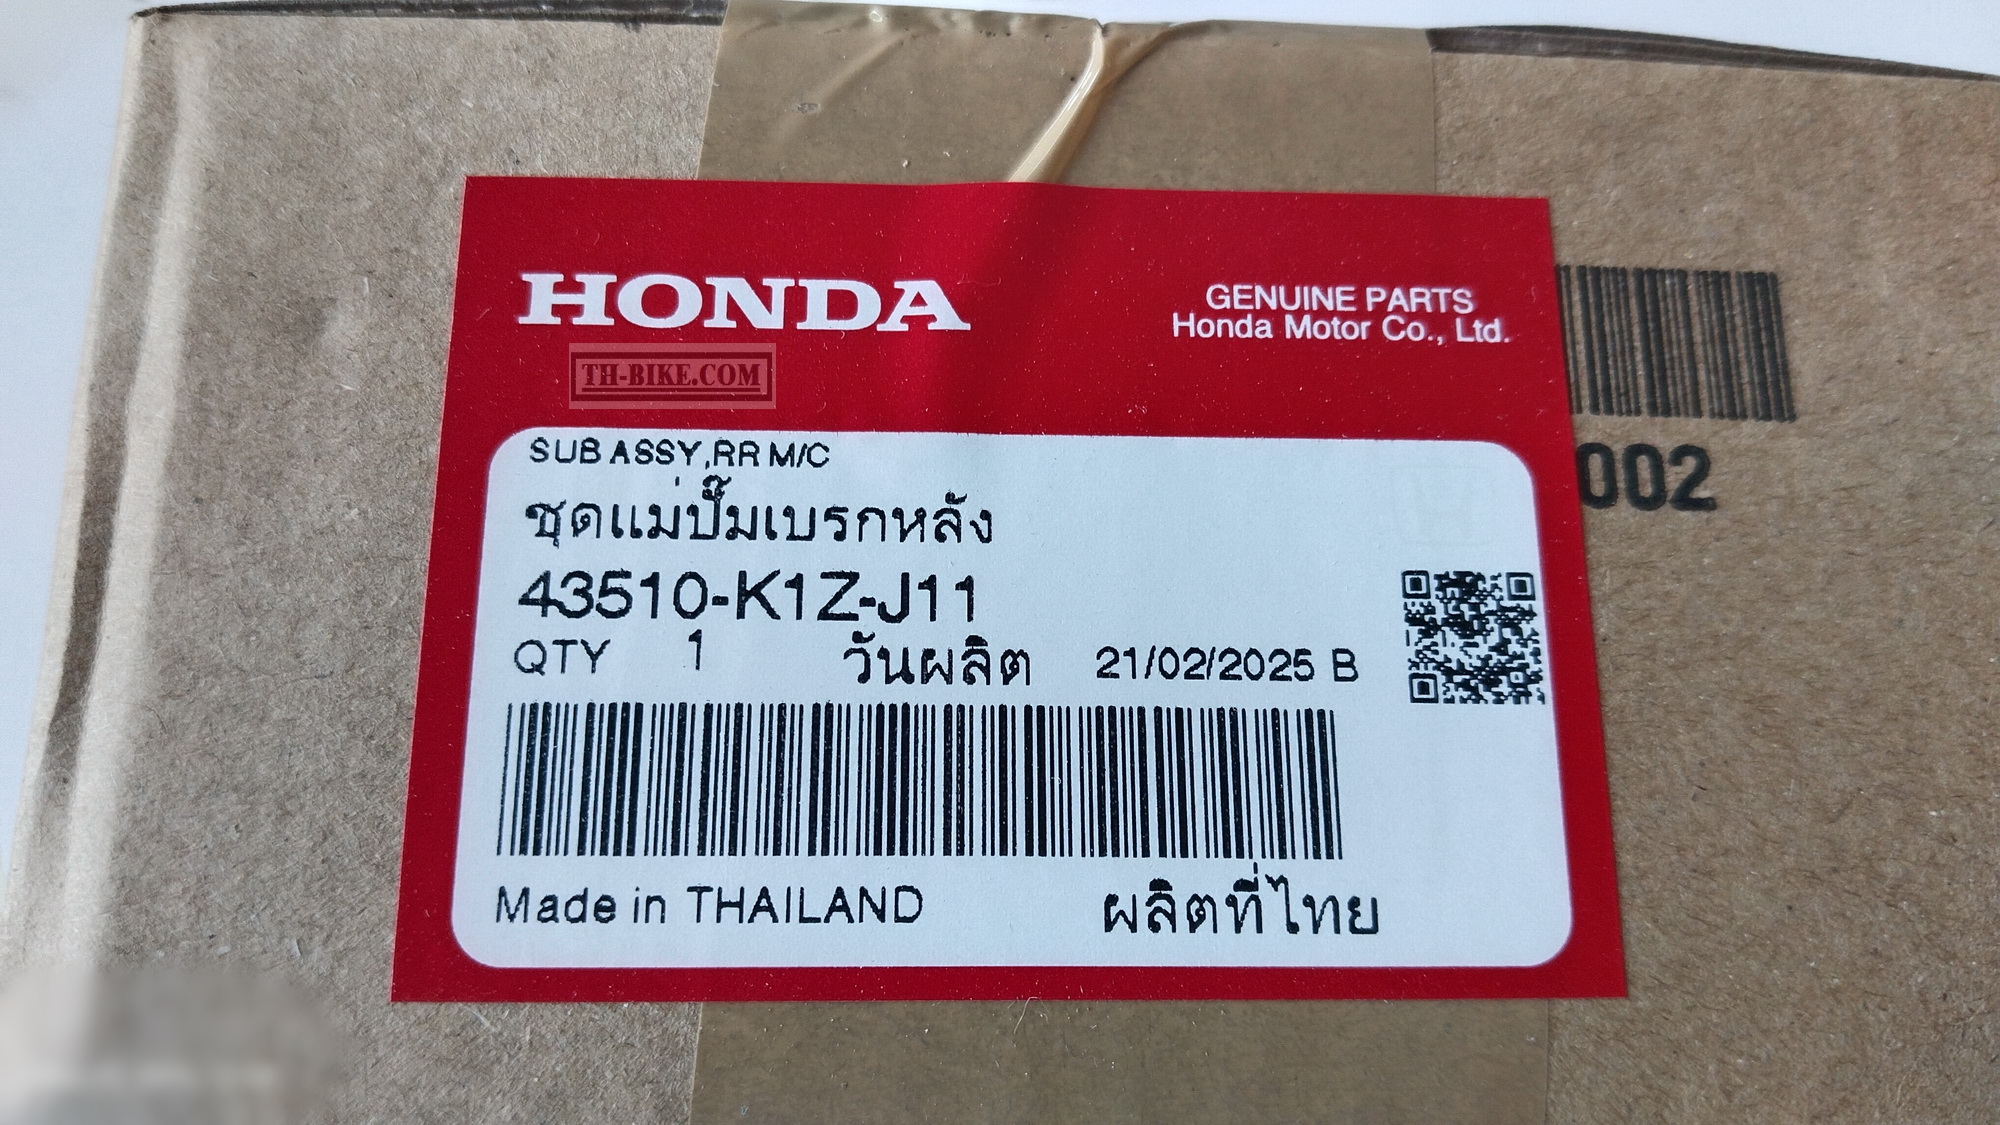 HONDA
GENUINE PARTS
Honda Motor Co., Ltd.
TH-BIKE.COM
SUB ASSY,RR M/C
ชุดแม่ปั๊มเบรกหลัง
43510-K1Z-J11
QTY 1 วันผลิต 21/02/2025 B
Made in THAILAND ผลิตที่ไทย
002